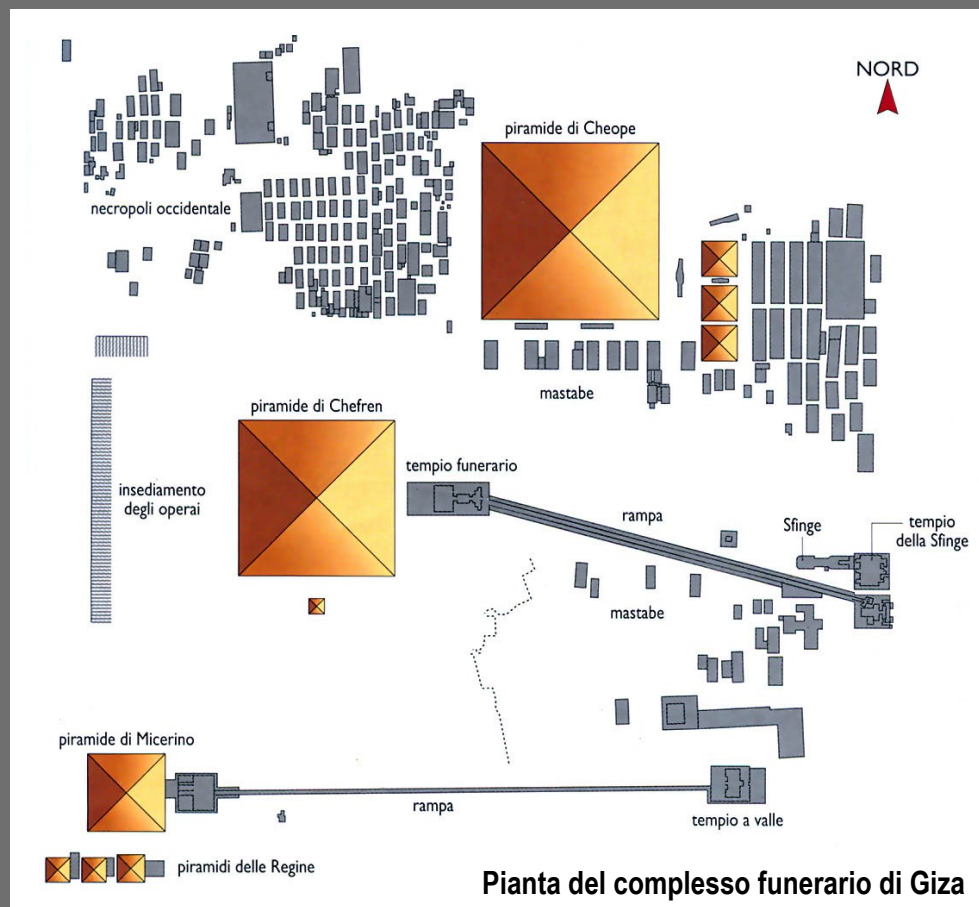 NORD
piramide di Cheope
necropoli occidentale
mastabe
piramide di Chefren
tempio funerario
insediamento
degli operai
rampa
Sfinge
tempio
della Sfinge
mastabe
piramide di Micerino
rampa
tempio a valle
piramidi delle Regine
Pianta del complesso funerario di Giza